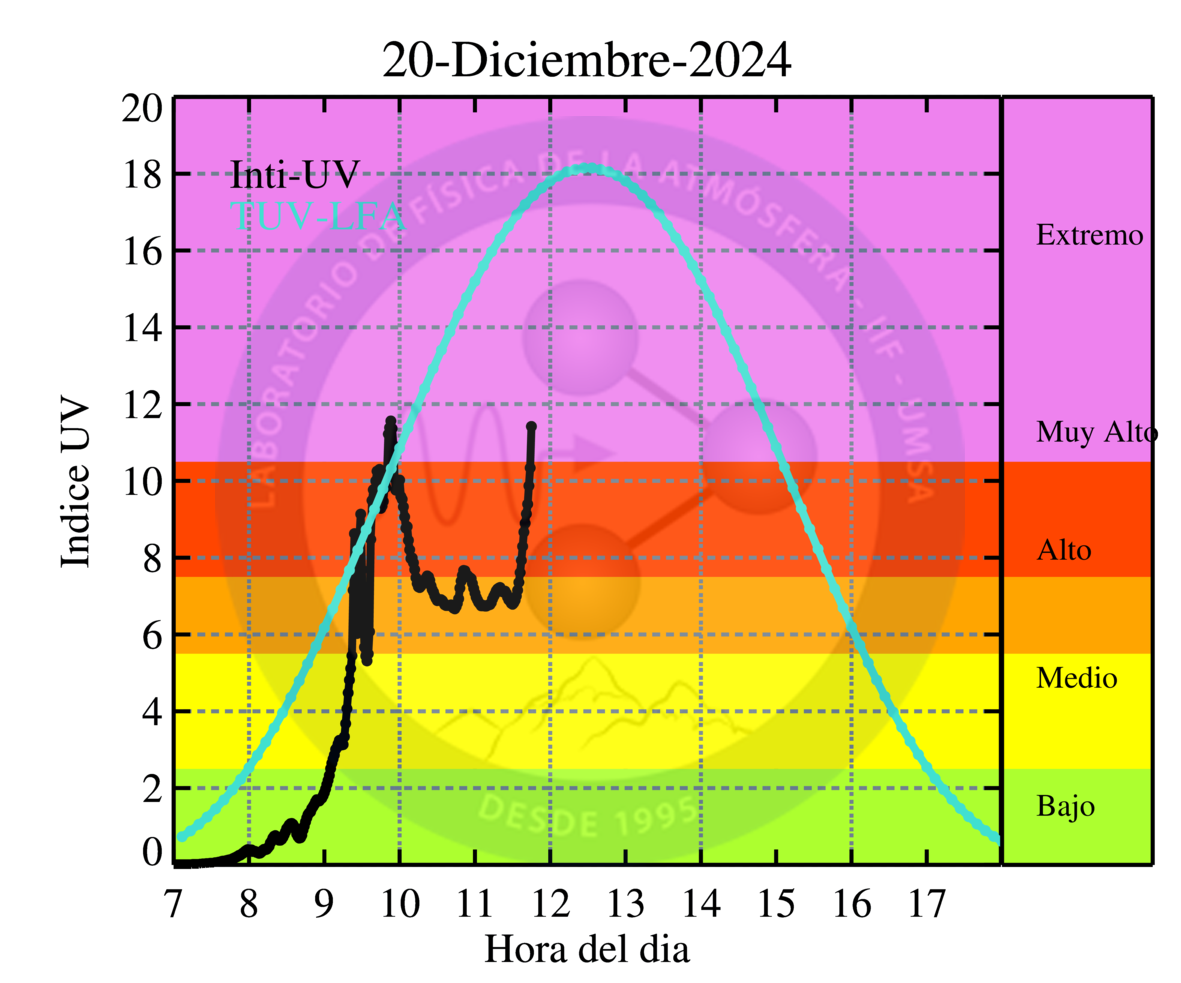 20-Diciembre-2024
Inti-UV
TUV-LFA
LABORATORIO DE FÍSICA DE LA ATMÓSFERA - IIF - UMSA
DESDE 1995
Indice UV
20
18
16
14
12
10
8
6
4
2
0
Extremo
Muy Alto
Alto
Medio
Bajo
7 8 9 10 11 12 13 14 15 16 17
Hora del dia